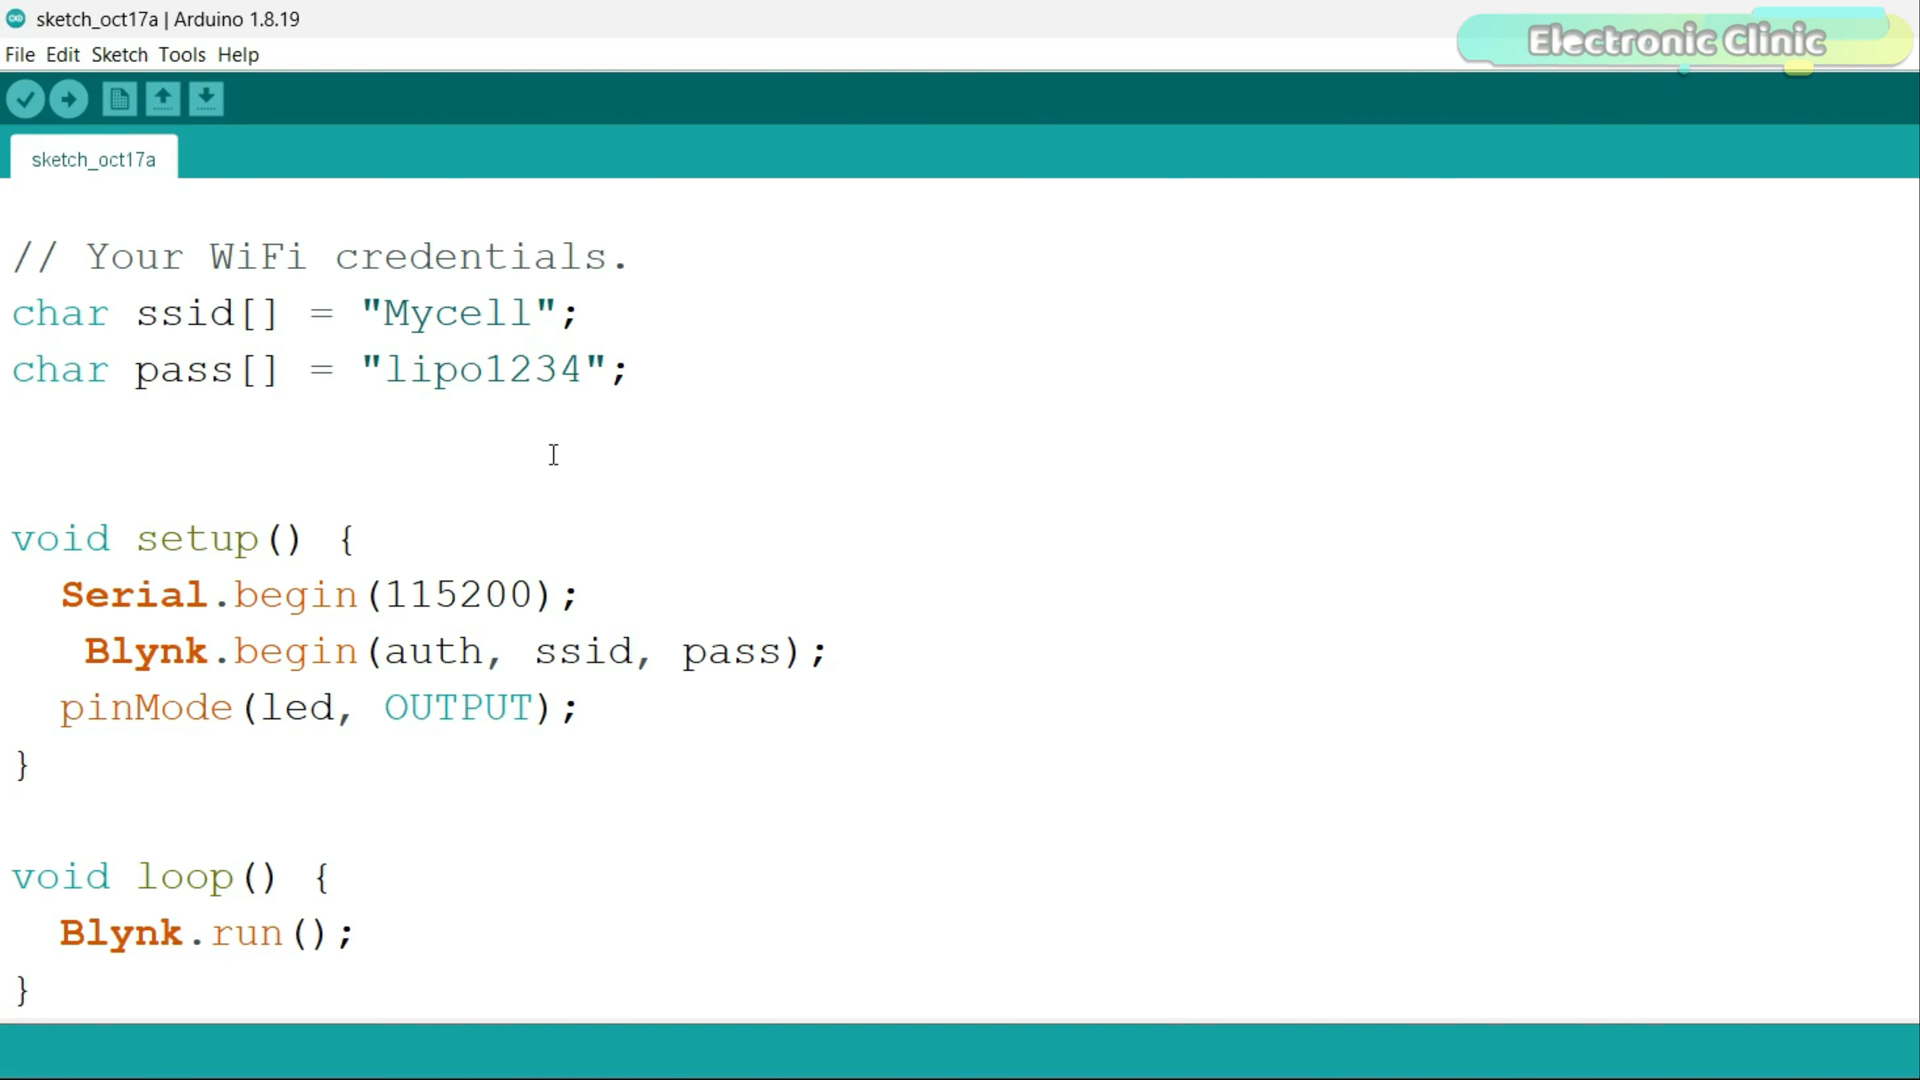 sketch_oct17a | Arduino 1.8.19
File Edit Sketch Tools Help
Electronic Clinic
sketch_oct17a
// Your WiFi credentials.
char ssid[] = "Mycell";
char pass[] = "lipo1234";
void setup() {
Serial.begin(115200);
Blynk.begin(auth, ssid, pass);
pinMode(led, OUTPUT);
}
void loop() {
Blynk.run();
}